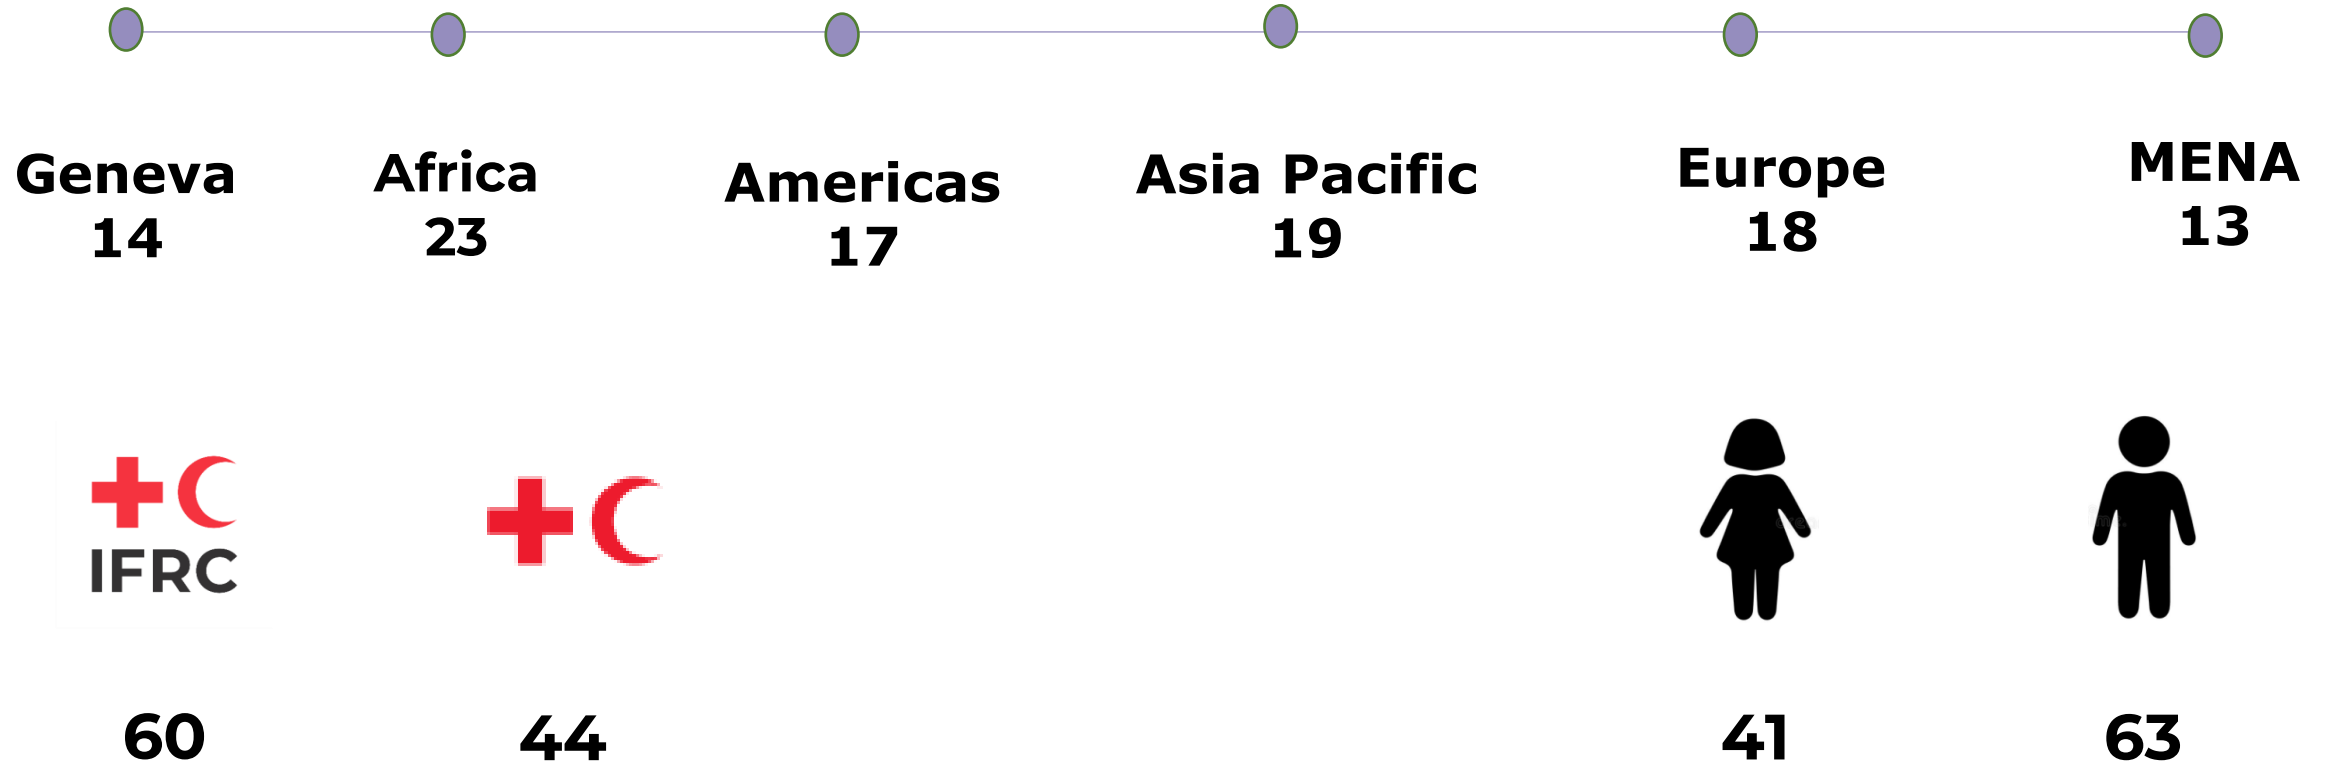 Geneva
14
Africa
23
Americas
17
Asia Pacific
19
Europe
18
MENA
13
IFRC
60
44
41
63